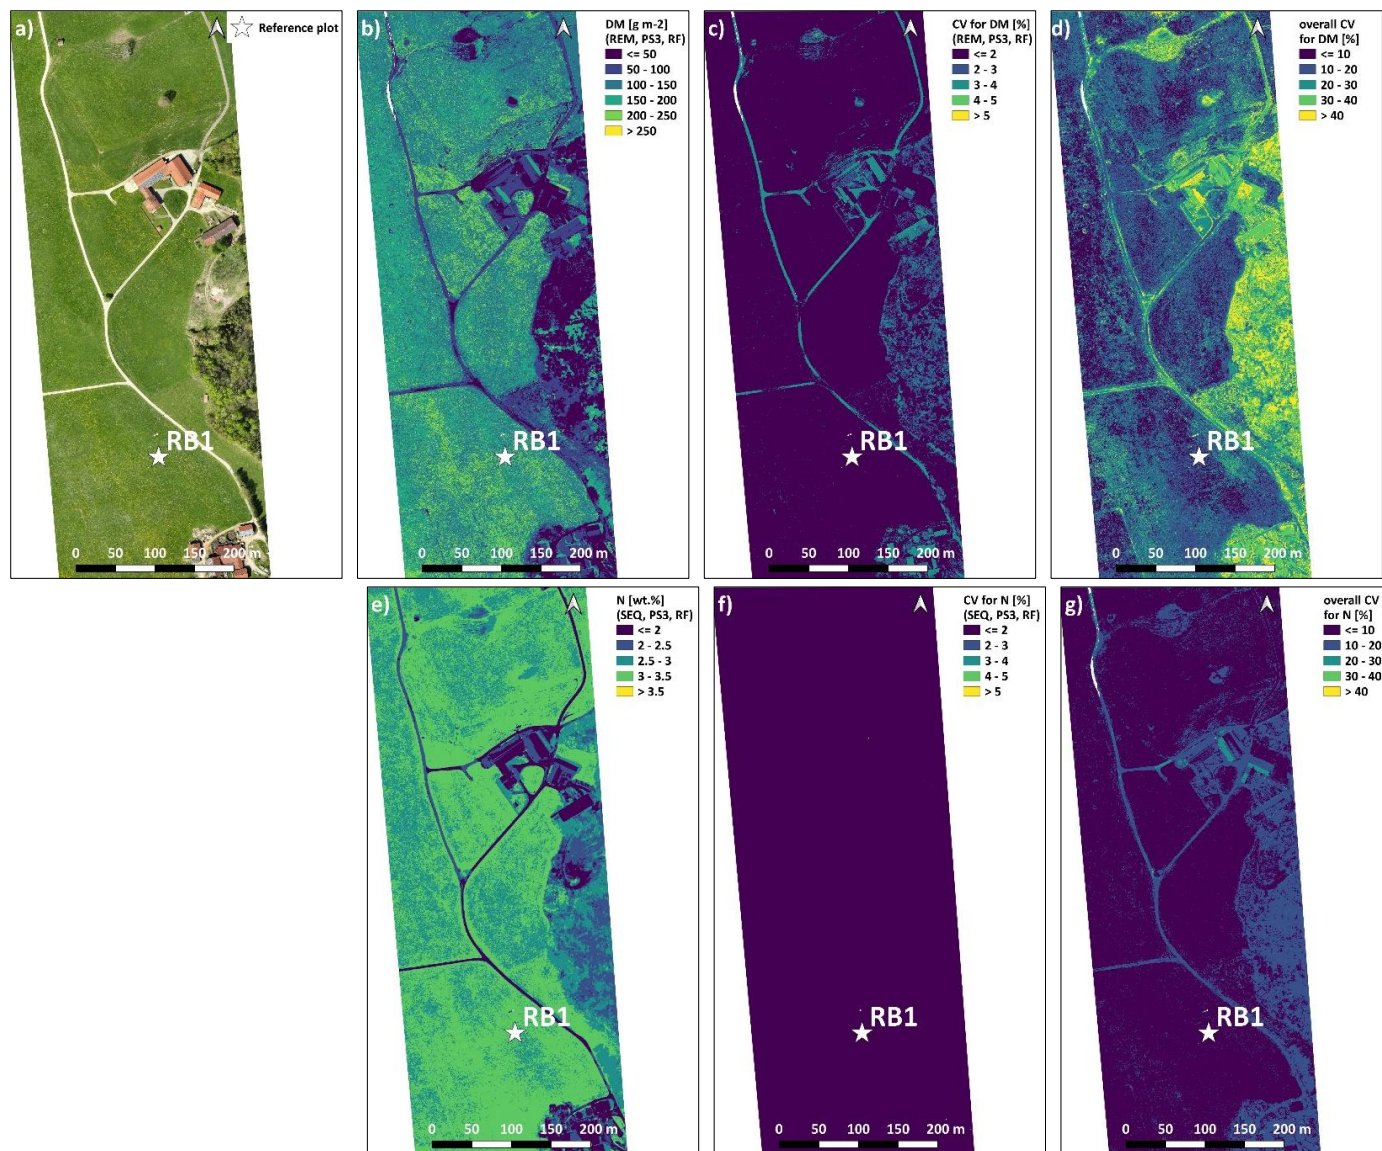 a)
Reference plot
RB1
0 50 100 150 200 m
b)
DM [g m-2]
(REM, PS3, RF)
<= 50
50 - 100
100 - 150
150 - 200
200 - 250
> 250
RB1
0 50 100 150 200 m
c)
CV for DM [%]
(REM, PS3, RF)
<= 2
2 - 3
3 - 4
4 - 5
> 5
RB1
0 50 100 150 200 m
d)
overall CV
for DM [%]
<= 10
10 - 20
20 - 30
30 - 40
> 40
RB1
0 50 100 150 200 m
e)
N [wt.%]
(SEQ, PS3, RF)
<= 2
2 - 2.5
2.5 - 3
3 - 3.5
> 3.5
RB1
0 50 100 150 200 m
f)
CV for N [%]
(SEQ, PS3, RF)
<= 2
2 - 3
3 - 4
4 - 5
> 5
RB1
0 50 100 150 200 m
g)
overall CV
for N [%]
<= 10
10 - 20
20 - 30
30 - 40
> 40
RB1
0 50 100 150 200 m